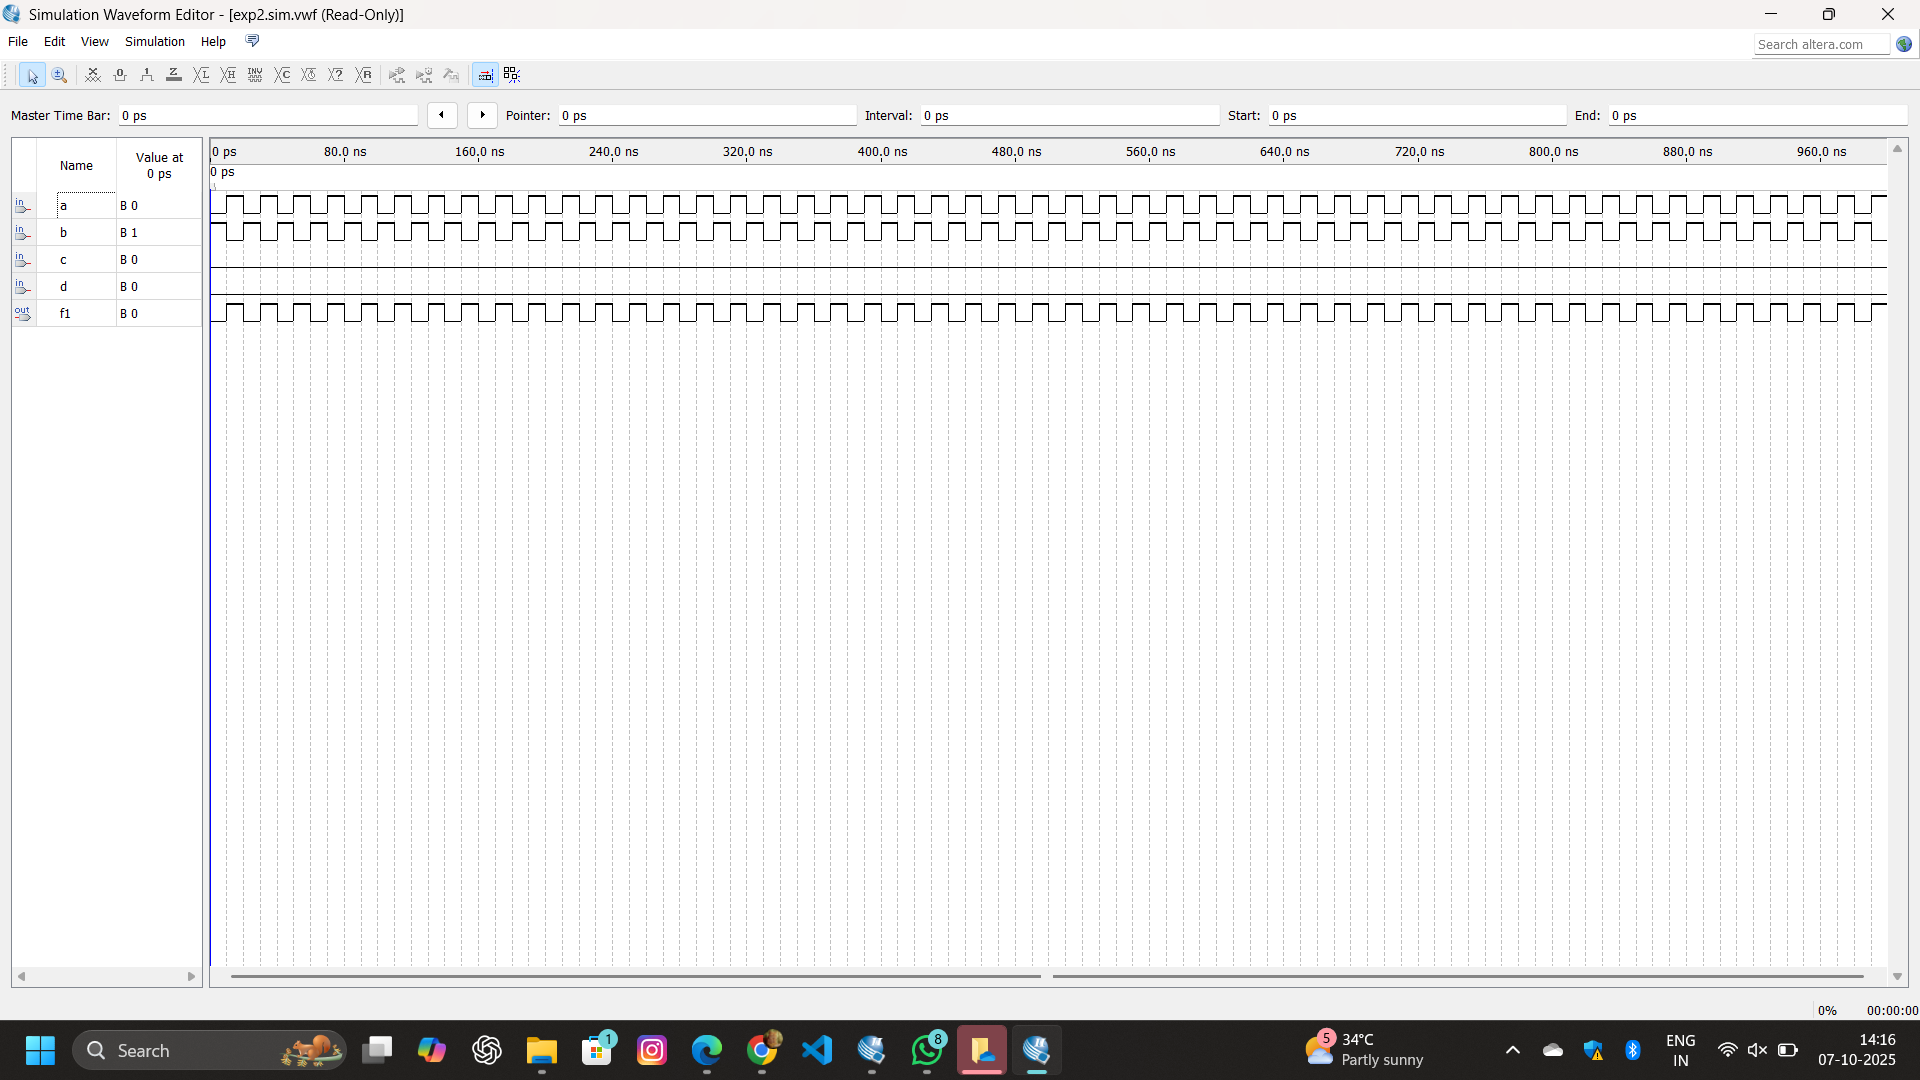 Simulation Waveform Editor - [exp2.sim.vwf (Read-Only)]
File Edit View Simulation Help
Search altera.com
Master Time Bar: 0 ps Pointer: 0 ps Interval: 0 ps Start: 0 ps End: 0 ps
Name Value at 0 ps
0 ps 80.0 ns 160.0 ns 240.0 ns 320.0 ns 400.0 ns 480.0 ns 560.0 ns 640.0 ns 720.0 ns 800.0 ns 880.0 ns 960.0 ns
0 ps
in a B 0
in b B 1
in c B 0
in d B 0
out f1 B 0
0% 00:00:00
Search
1
8
5
34°C
Partly sunny
ENG
IN
14:16
07-10-2025